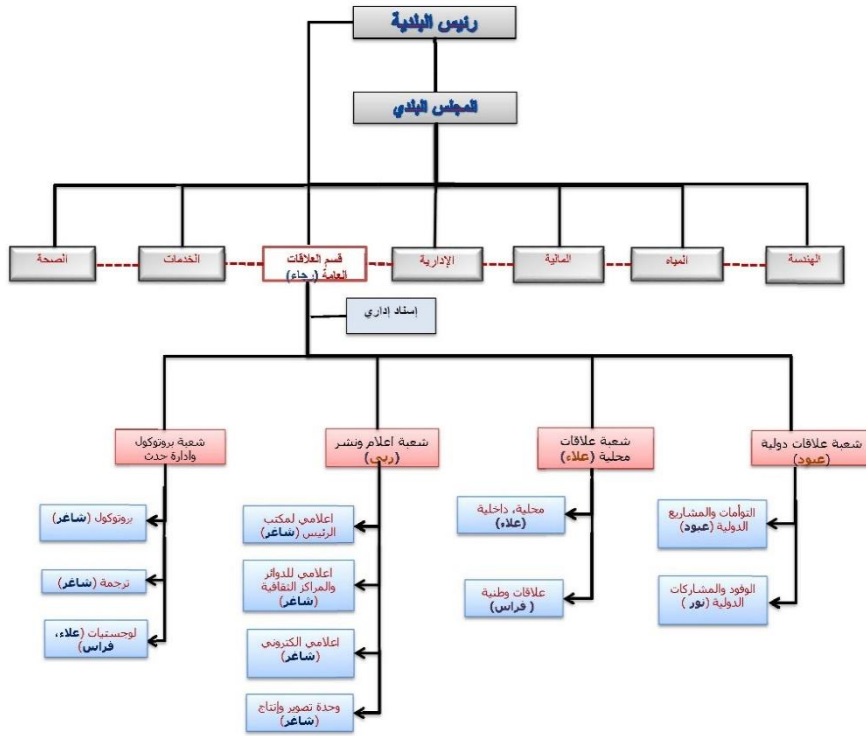 رئيس البلدية
المجلس البلدي
الهندسة
المياه
المالية
الإدارية
قسم العلاقات
العامة (رجاء)
الخدمات
الصحة
إسناد إداري
شعبة علاقات دولية
(عبود)
شعبة علاقات
محلية (علاء)
شعبة اعلام ونشر
(ربى)
شعبة بروتوكول
وادارة حدث
التوأمات والمشاريع
الدولية (عبود)
الوفود والمشاركات
الدولية (نور )
محلية، داخلية
(علاء)
علاقات وطنية
( فراس)
اعلامي لمكتب
الرئيس (شاغر)
اعلامي للدوائر
والمراكز الثقافية
(شاغر)
اعلامي الكتروني
(شاغر)
وحدة تصوير وإنتاج
(شاغر)
بروتوكول (شاغر)
ترجمة (شاغر)
لوجستيات (علاء،
فراس)